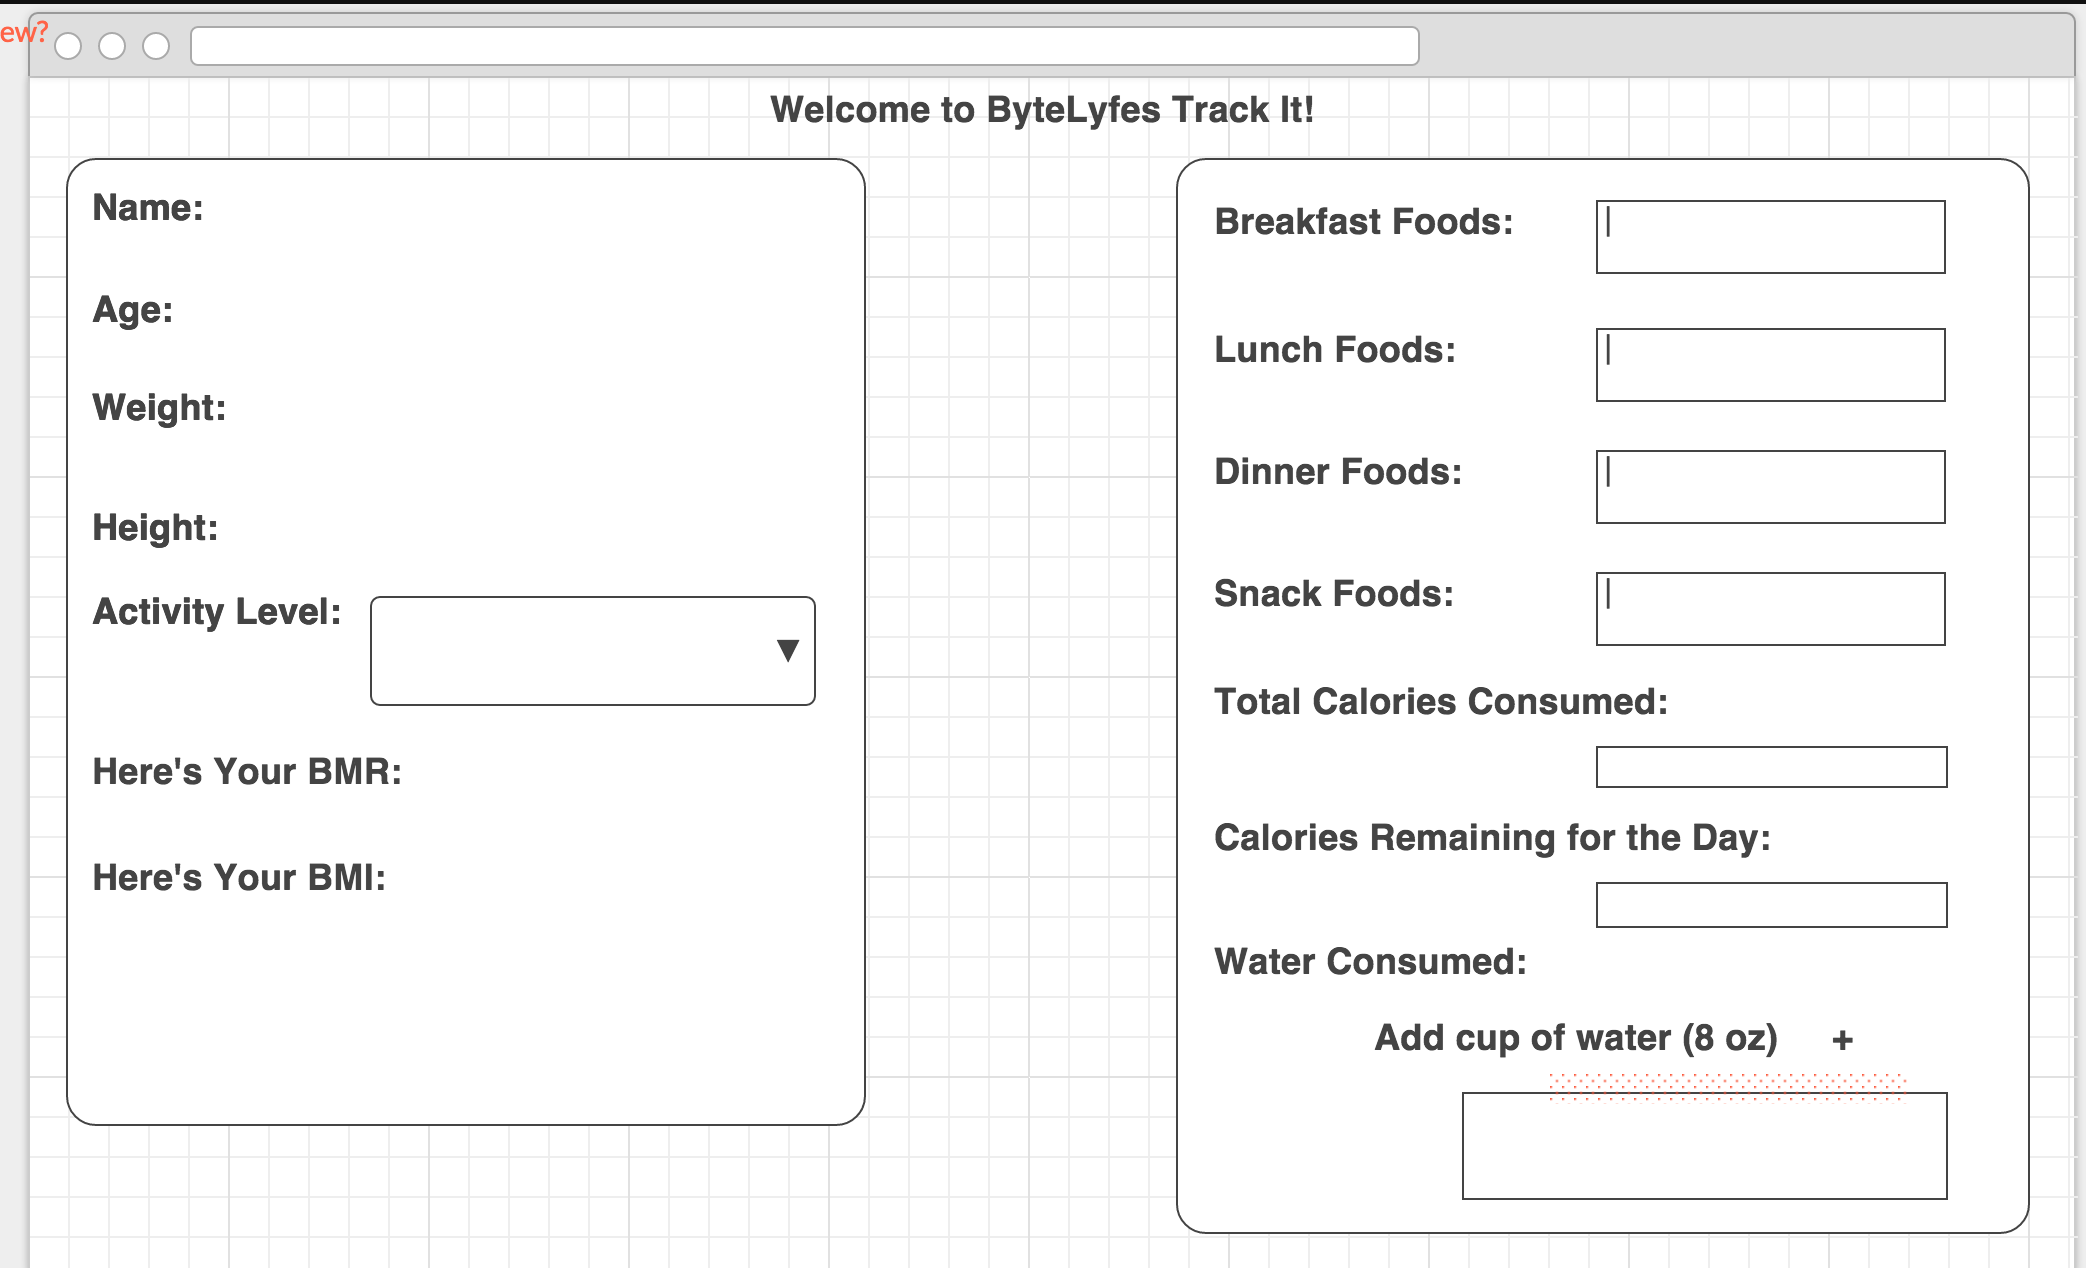 ew?
Welcome to ByteLyfes Track It!
Name:
Age:
Weight:
Height:
Activity Level:
Here's Your BMR:
Here's Your BMI:
Breakfast Foods:
Lunch Foods:
Dinner Foods:
Snack Foods:
Total Calories Consumed:
Calories Remaining for the Day:
Water Consumed:
Add cup of water (8 oz) +